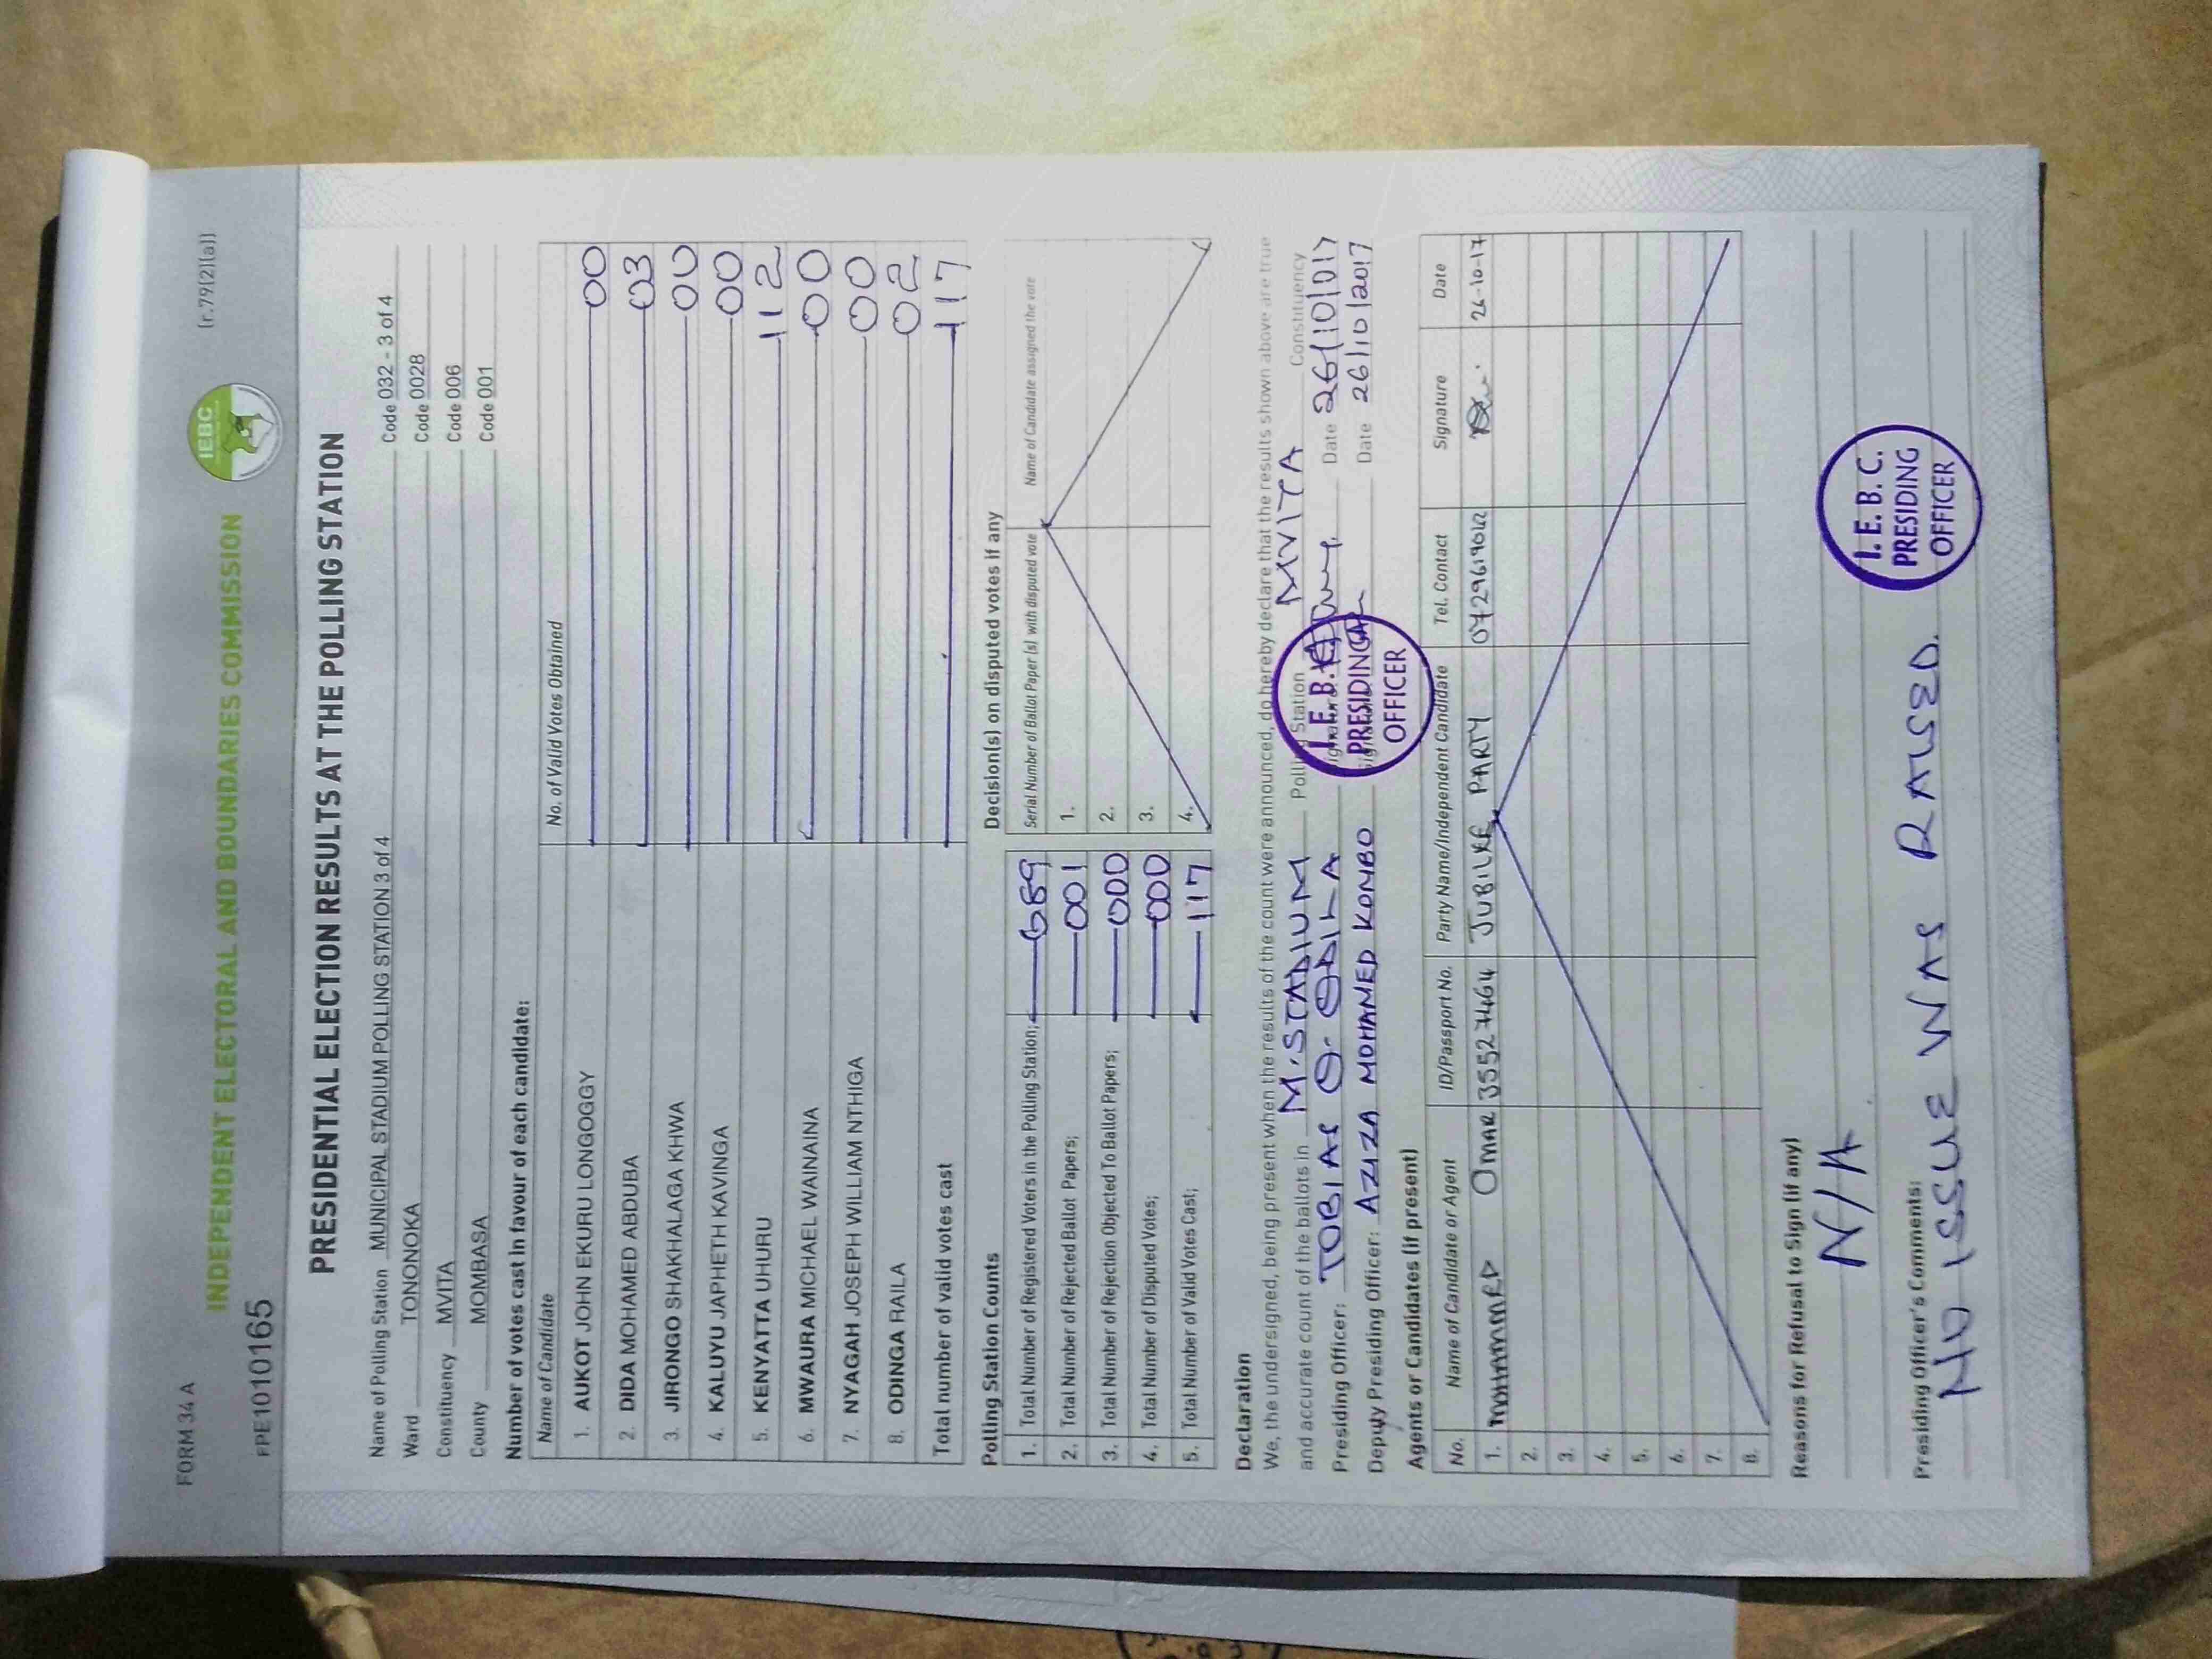 FORM 34 A
(r.79(2)(a))
INDEPENDENT ELECTORAL AND BOUNDARIES COMMISSION
IEBC
FPE1010165
PRESIDENTIAL ELECTION RESULTS AT THE POLLING STATION
Name of Polling Station MUNICIPAL STADIUM POLLING STATION 3 of 4 Code 032 - 3 of 4
Ward TONONOKA Code 0028
Constituency MVITA Code 006
County MOMBASA Code 001
Number of votes cast in favour of each candidate:
Name of Candidate No. of Valid Votes Obtained
1. AUKOT JOHN EKURU LONGOGGY 00
2. DIDA MOHAMED ABDUBA 03
3. JIRONGO SHAKHALAGA KHWA 00
4. KALUYU JAPHETH KAVINGA 00
5. KENYATTA UHURU 112
6. MWAURA MICHAEL WAINAINA 00
7. NYAGAH JOSEPH WILLIAM NTHIGA 00
8. ODINGA RAILA 02
Total number of valid votes cast 117
Polling Station Counts
1. Total Number of Registered Voters in the Polling Station; 689
2. Total Number of Rejected Ballot Papers; 001
3. Total Number of Rejection Objected To Ballot Papers; 000
4. Total Number of Disputed Votes; 000
5. Total Number of Valid Votes Cast; 117
Decision(s) on disputed votes if any
Serial Number of Ballot Paper (s) with disputed vote Name of Candidate assigned the vote
1.
2.
3.
4.
Declaration
We, the undersigned, being present when the results of the count were announced, do hereby declare that the results shown above are true
and accurate count of the ballots in M. STADIUM Polling Station MVITA Constituency
Presiding Officer: TOBIAS O. ODILA Date 26/10/017
Deputy Presiding Officer: AZIZA MOHAMED KOMBO Date 26/10/2017
I. E. B. C.
PRESIDING
OFFICER
Agents or Candidates (if present)
No. Name of Candidate or Agent ID/Passport No. Party Name/Independent Candidate Tel. Contact Signature Date
1. OMAR 35527464 JUBILEE PARTY 0729619012 26-10-17
2.
3.
4.
5.
6.
7.
8.
Reasons for Refusal to Sign (if any)
N/A
Presiding Officer's Comments:
NO ISSUE WAS RAISED.
I. E. B. C.
PRESIDING
OFFICER